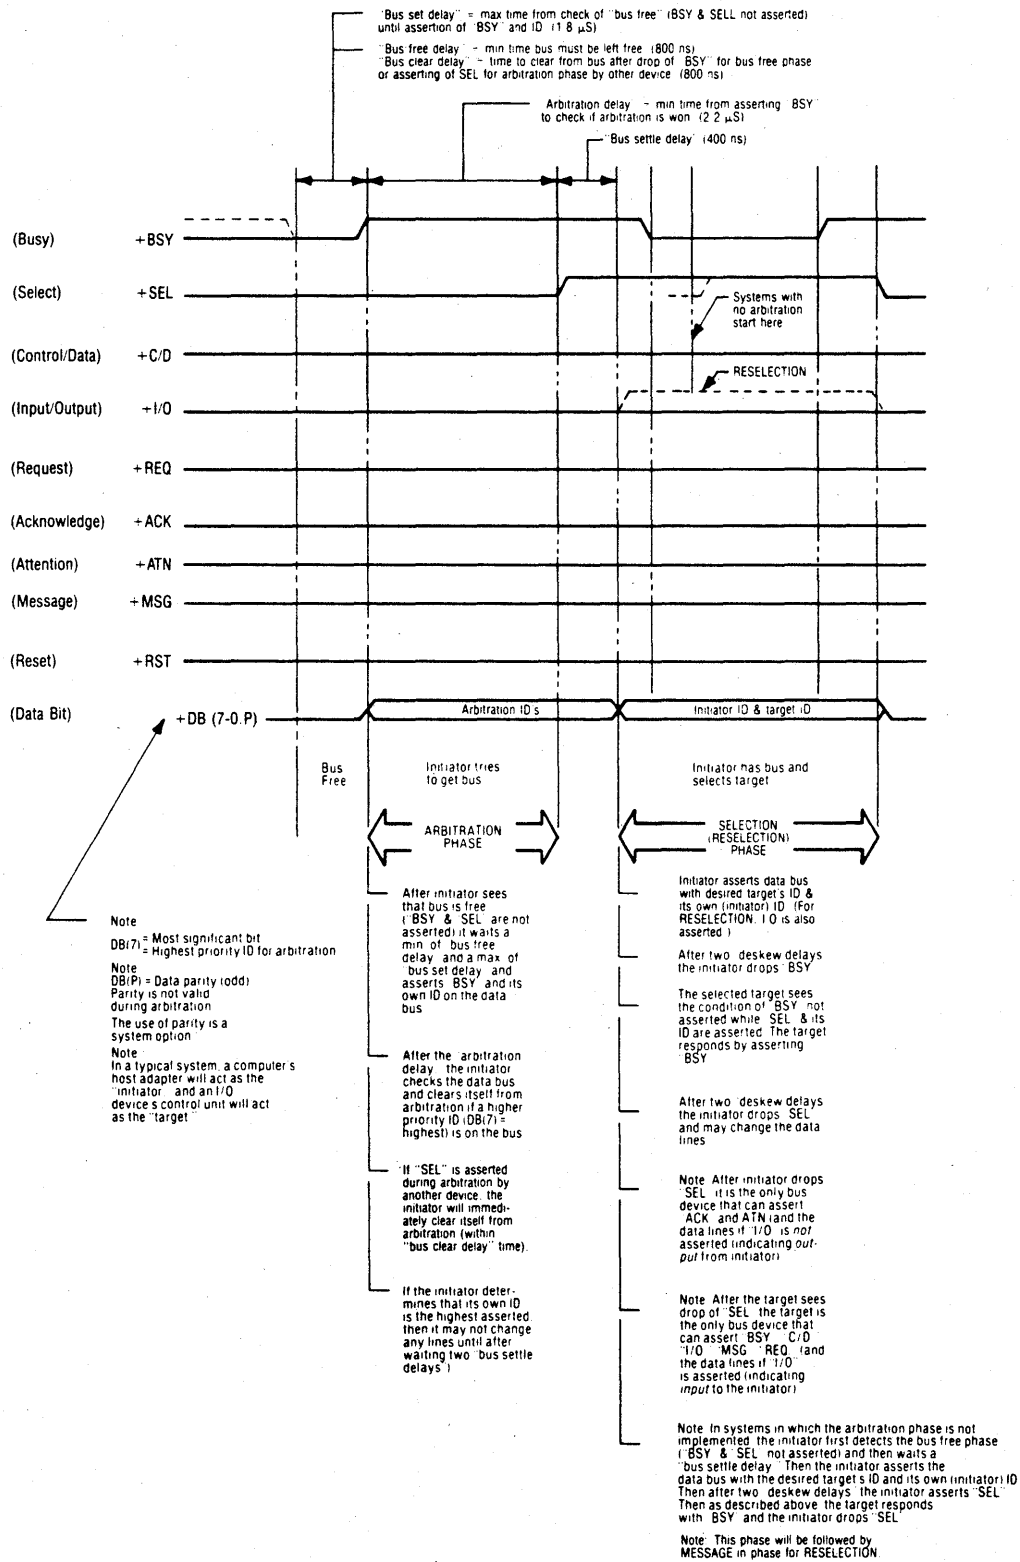 "Bus set delay" = max time from check of "bus free" (BSY & SELL not asserted)
until assertion of "BSY" and ID (1 8 µS)
"Bus free delay" - min time bus must be left free (800 ns)
"Bus clear delay" - time to clear from bus after drop of "BSY" for bus free phase
or asserting of SEL for arbitration phase by other device (800 ns)
Arbitration delay - min time from asserting BSY
to check if arbitration is won (2 2 µS)
"Bus settle delay" (400 ns)
(Busy) +BSY
(Select) +SEL
Systems with
no arbitration
start here
(Control/Data) +C/D
RESELECTION
(Input/Output) +I/O
(Request) +REQ
(Acknowledge) +ACK
(Attention) +ATN
(Message) +MSG
(Reset) +RST
(Data Bit) +DB (7-0.P)
Arbitration ID s
Initiator ID & target ID
Bus
Free
Initiator tries
to get bus
Initiator has bus and
selects target
ARBITRATION
PHASE
SELECTION
(RESELECTION)
PHASE
Note
DB(7) = Most significant bit
= Highest priority ID for arbitration
Note
DB(P) = Data parity (odd)
Parity is not valid
during arbitration
The use of parity is a
system option
Note
In a typical system, a computer s
host adapter will act as the
"initiator and an I/O
device s control unit will act
as the "target"
After initiator sees
that bus is free
("BSY & SEL are not
asserted) it waits a
min of bus free
delay and a max of
bus set delay and
asserts BSY and its
own ID on the data
bus
After the arbitration
delay the initiator
checks the data bus
and clears itself from
arbitration if a higher
priority ID (DB(7) =
highest) is on the bus
If "SEL" is asserted
during arbitration by
another device, the
initiator will immedi-
ately clear itself from
arbitration (within
"bus clear delay" time).
If the initiator deter-
mines that its own ID
is the highest asserted,
then it may not change
any lines until after
waiting two "bus settle
delays")
Initiator asserts data bus
with desired target's ID &
its own (initiator) ID (For
RESELECTION, I O is also
asserted )
After two deskew delays
the initiator drops BSY
The selected target sees
the condition of BSY not
asserted while SEL & its
ID are asserted The target
responds by asserting
BSY
After two deskew delays
the initiator drops SEL
and may change the data
lines
Note After initiator drops
"SEL it is the only bus
device that can assert
ACK and ATN (and the
data lines if "I/O is not
asserted (indicating out-
put from initiator)
Note After the target sees
drop of "SEL the target is
the only bus device that
can assert BSY C/D
"I/O MSG REQ (and
the data lines if "I/O"
is asserted (indicating
input to the initiator)
Note In systems in which the arbitration phase is not
implemented the initiator first detects the bus free phase
("BSY & SEL not asserted) and then waits a
"bus settle delay Then the initiator asserts the
data bus with the desired target s ID and its own (initiator) ID
Then after two deskew delays the initiator asserts "SEL"
Then as described above the target responds
with BSY and the initiator drops "SEL"
Note This phase will be followed by
MESSAGE in phase for RESELECTION